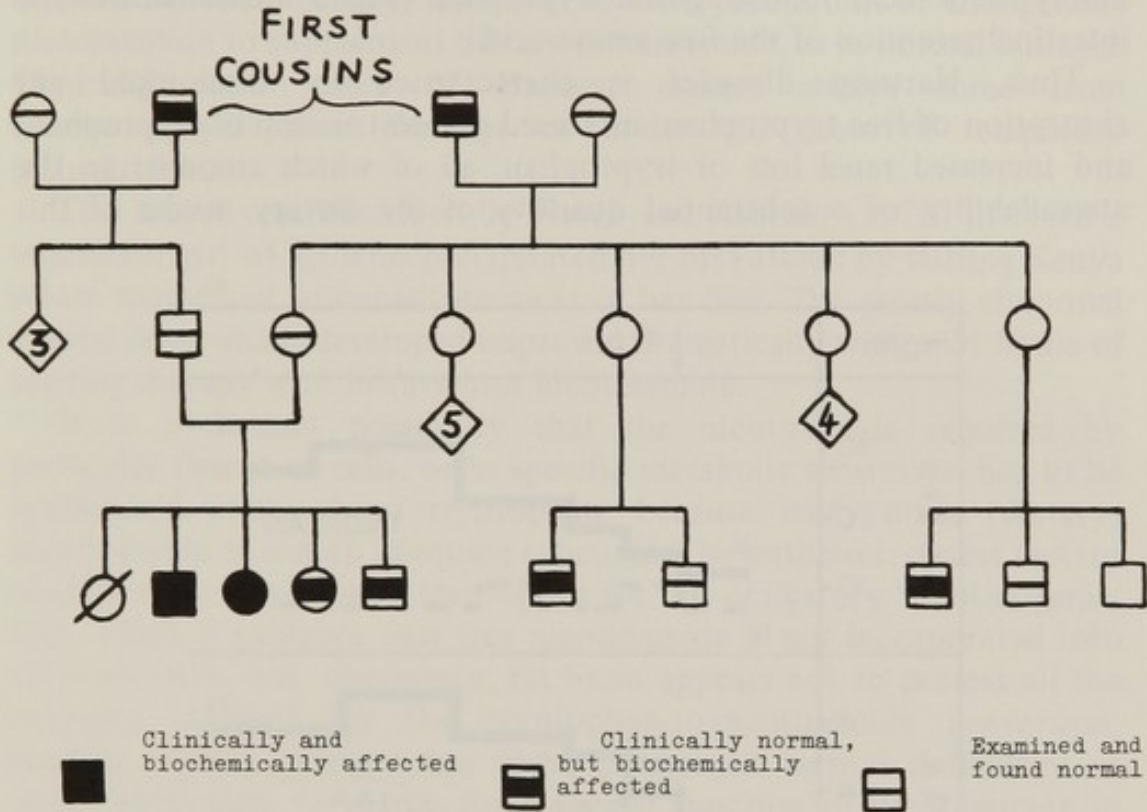 FIRST
COUSINS
3
5
4
Clinically and
biochemically affected
Clinically normal,
but biochemically
affected
Examined and
found normal